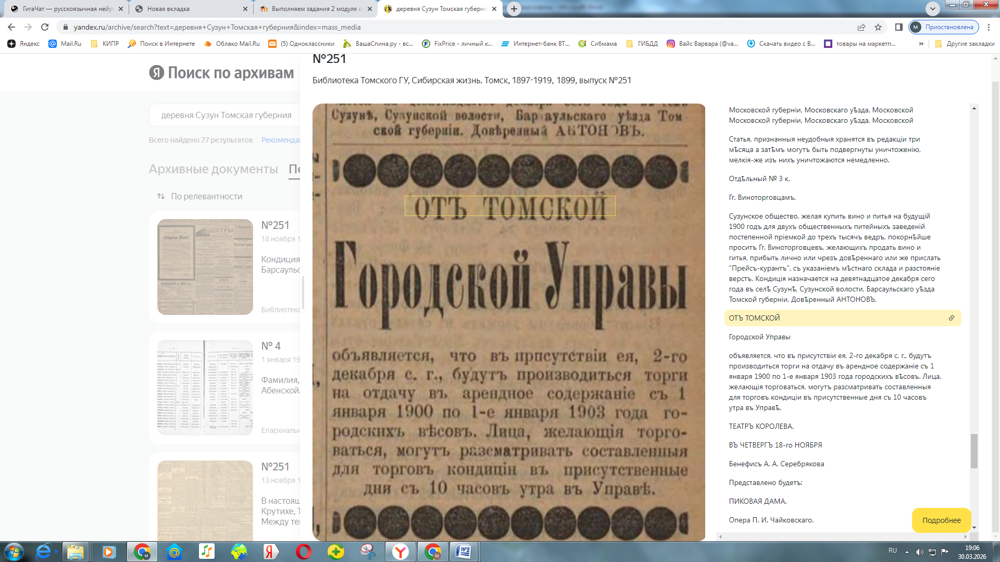 ГигаЧат — русскоязычная нейр
Новая вкладка
Выполняем задания 2 модуля с
деревня Сузун Томская губерни
yandex.ru/archive/search?text=деревня+Сузун+Томская+губерния&index=mass_media
М Приостановлена
Яндекс
Mail.Ru
КИПР
Поиск в Интернете
Облако Mail.Ru
(5) Одноклассники
ВашаСпина.ру - вс...
FixPrice - личный к...
Интернет-банк ВТ...
Сибмама
ГИБДД
Вайс Варвара (@va...
Скачать видео с В...
товары на маркетп...
»
Другие закладки
Я Поиск по архивам
деревня Сузун Томская губерния
Всего найдено 77 результатов Рекоменда
Архивные документы Пе
По релевантности
№251
18 ноября 1
Кондиция
Барсаульс
Библиотека
№ 4
1 января 19
Фамилия,
Абенской.
Епархиальн
№251
13 ноября 1
В настоящ
Крутихе, Т
Между те
№251
Библиотека Томского ГУ, Сибирская жизнь. Томск, 1897-1919, 1899, выпуск №251
Сузунѣ, Сузунской волости, Барнаульскаго уѣзда Том
ской губерніи. Довѣренный АНТОНОВЪ.
ОТЪ ТОМСКОЙ
Городской Управы
объявляется, что въ присутствіи ея, 2-го
декабря с. г., будутъ производиться торги
на отдачу въ арендное содержаніе съ 1
января 1900 по 1-е января 1903 года го-
родскихъ вѣсовъ. Лица, желающія торго-
ваться, могутъ разсматривать составленныя
для торговъ кондиціи въ присутственные
дни съ 10 часовъ утра въ Управѣ.
Московской губерніи, Московскаго уѣзда, Московской
Московской губерніи, Московскаго уѣзда, Московской
Статья, признанныя неудобныя хранятся въ редакціи три
мѣсяца а затѣмъ могутъ быть подвергнуты уничтоженію,
мелкія-же изъ нихъ уничтожаются немедленно.
Отдѣльный № 3 к.
Гг. Виноторговцамъ.
Сузунское общество, желая купить вино и питья на будущій
1900 годъ для двухъ общественныхъ питейныхъ заведеній
постепенной пріемкой до трехъ тысячъ ведръ, покорнѣйше
проситъ Гг. Виноторговцевъ, желающихъ продать вино и
гитья, прибыть лично или чрезъ довѣреннаго или же прислать
"Прейсъ-курантъ", съ указаніемъ мѣстнаго склада и разстояніе
верстъ. Кондиція назначается на девятнадцатое декабря сего
года въ селѣ Сузунѣ, Сузунской волости, Барсаульскаго уѣзда
Томской губерніи. Довѣренный АНТОНОВЪ.
ОТЪ ТОМСКОЙ
Городской Управы
объявляется, что въ присутствіи ея, 2-го декабря с. г., будутъ
производиться торги на отдачу въ арендное содержаніе съ 1
января 1900 по 1-е января 1903 года городскихъ вѣсовъ. Лица,
желающія торговаться, могутъ разсматривать составленныя
для торговъ кондиціи въ присутственные дня съ 10 часовъ
утра въ Управѣ.
ТЕАТРЪ КОРОЛЕВА.
ВЪ ЧЕТВЕРГЪ 18-го НОЯБРЯ
Бенефисъ А. А. Серебрякова
Представлено будетъ:
ПИКОВАЯ ДАМА.
Опера П. И. Чайковскаго.
Подробнее
RU
19:06
30.03.2026